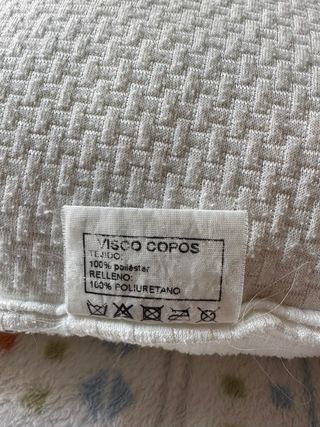 VISCO COPOS
TEJIDO:
100% poliéster
RELLENO:
100% POLIURETANO